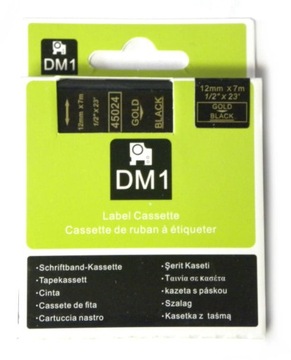 DM1
12mm x 7m
1/2" x 23'
45024
GOLD
BLACK
12mm x 7m
1/2" x 23'
GOLD
BLACK
DM1
Label Cassette
Cassette de ruban à étiqueter
•Schriftband-Kassette
•Tapekassett
•Cinta
•Cassete de fita
•Cartuccia nastro
•Şerit Kaseti
•Ταινία σε κασέτα
•kazeta s páskou
•Szalag
•Kasetka z taśmą